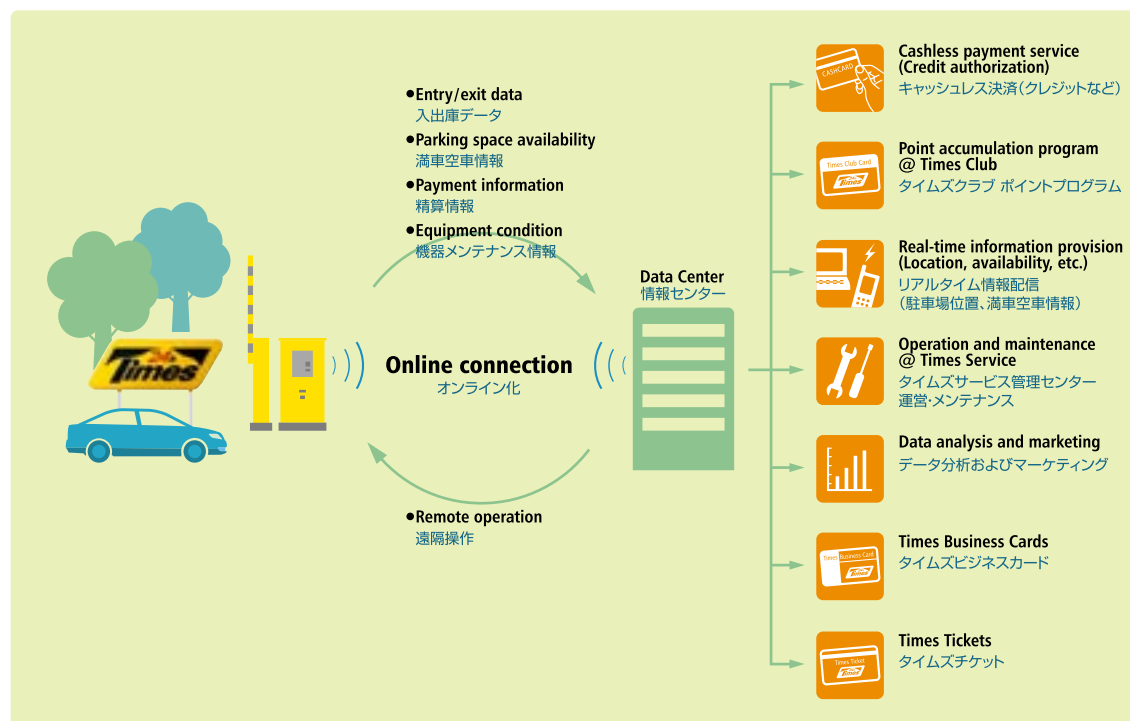 ●Entry/exit data
入出庫データ
●Parking space availability
満車空車情報
●Payment information
精算情報
●Equipment condition
機器メンテナンス情報
Times
Online connection
オンライン化
●Remote operation
遠隔操作
Data Center
情報センター
CASHCARD
Cashless payment service
(Credit authorization)
キャッシュレス決済(クレジットなど)
Times Club Card
Times
Point accumulation program
@ Times Club
タイムズクラブ ポイントプログラム
Real-time information provision
(Location, availability, etc.)
リアルタイム情報配信
(駐車場位置、満車空車情報)
Operation and maintenance
@ Times Service
タイムズサービス管理センター
運営・メンテナンス
Data analysis and marketing
データ分析およびマーケティング
Times Business Card
Times
Times Business Cards
タイムズビジネスカード
Times Ticket
Times
Times Tickets
タイムズチケット